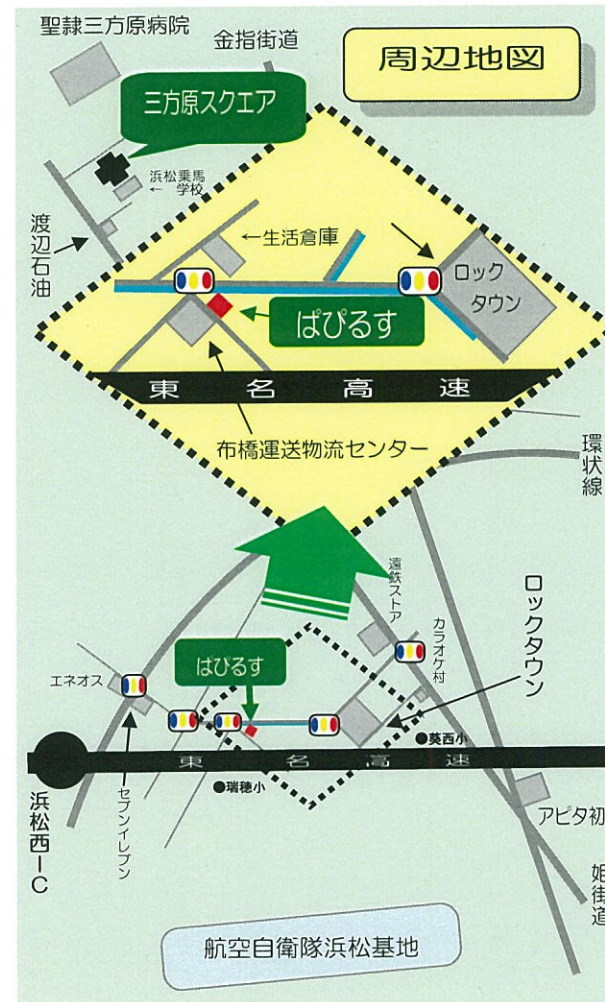 聖隷三方原病院
金指街道
周辺地図
三方原スクエア
浜松乗馬
← 学校
渡辺石油
←生活倉庫
ロック
タウン
ぱぴるす
東名高速
布橋運送物流センター
環状線
遠鉄ストア
カラオケ村
ロックタウン
ぱぴるす
エネオス
●葵西小
東名高速
●瑞穂小
セブンイレブン
浜松西IC
アピタ初
姫街道
航空自衛隊浜松基地